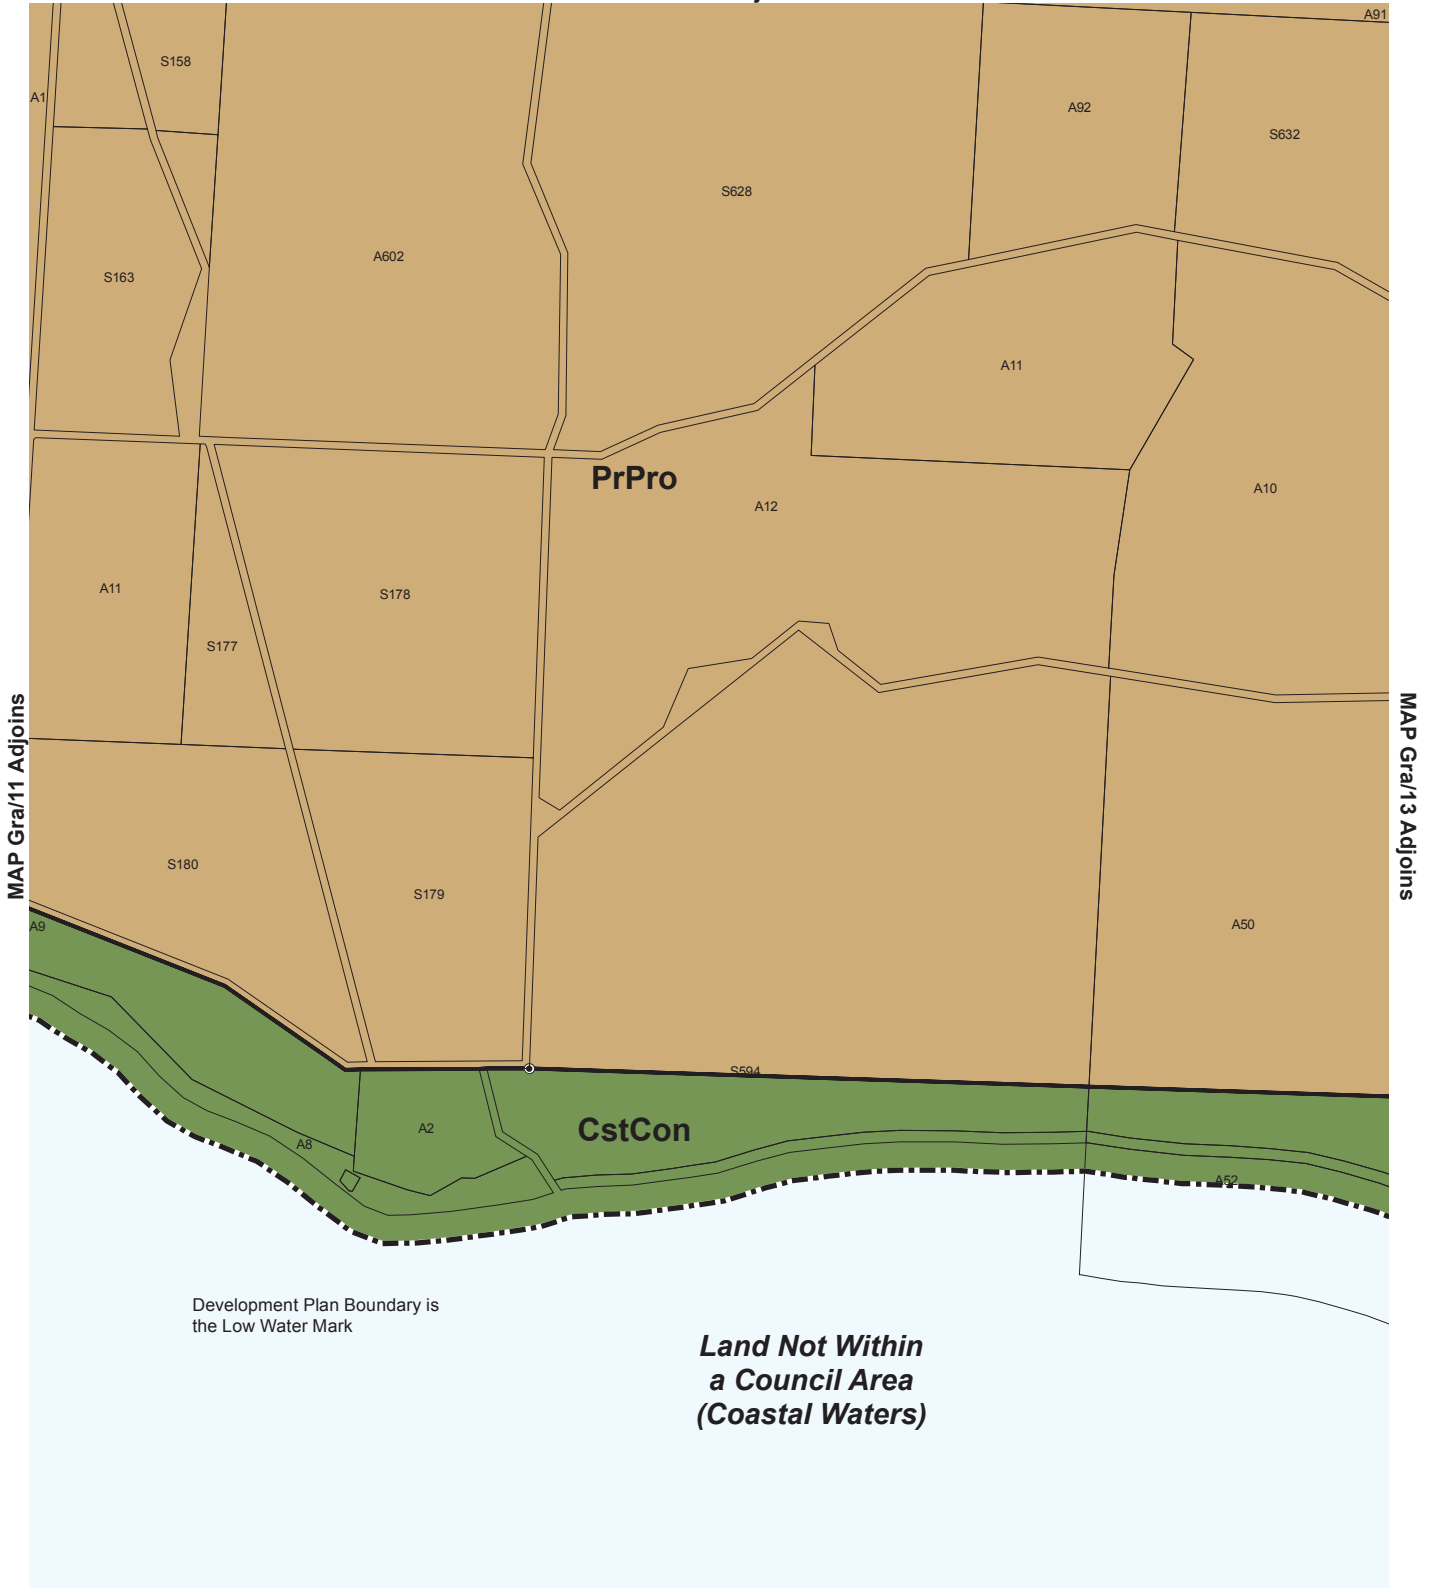 A91
S158
A1
A92
S632
S628
A602
S163
A11
PrPro
A12
A10
A11
S178
S177
MAP Gra/11 Adjoins
MAP Gra/13 Adjoins
S180
S179
A50
A9
S594
A2
CstCon
A8
A52
Development Plan Boundary is
the Low Water Mark
Land Not Within
a Council Area
(Coastal Waters)